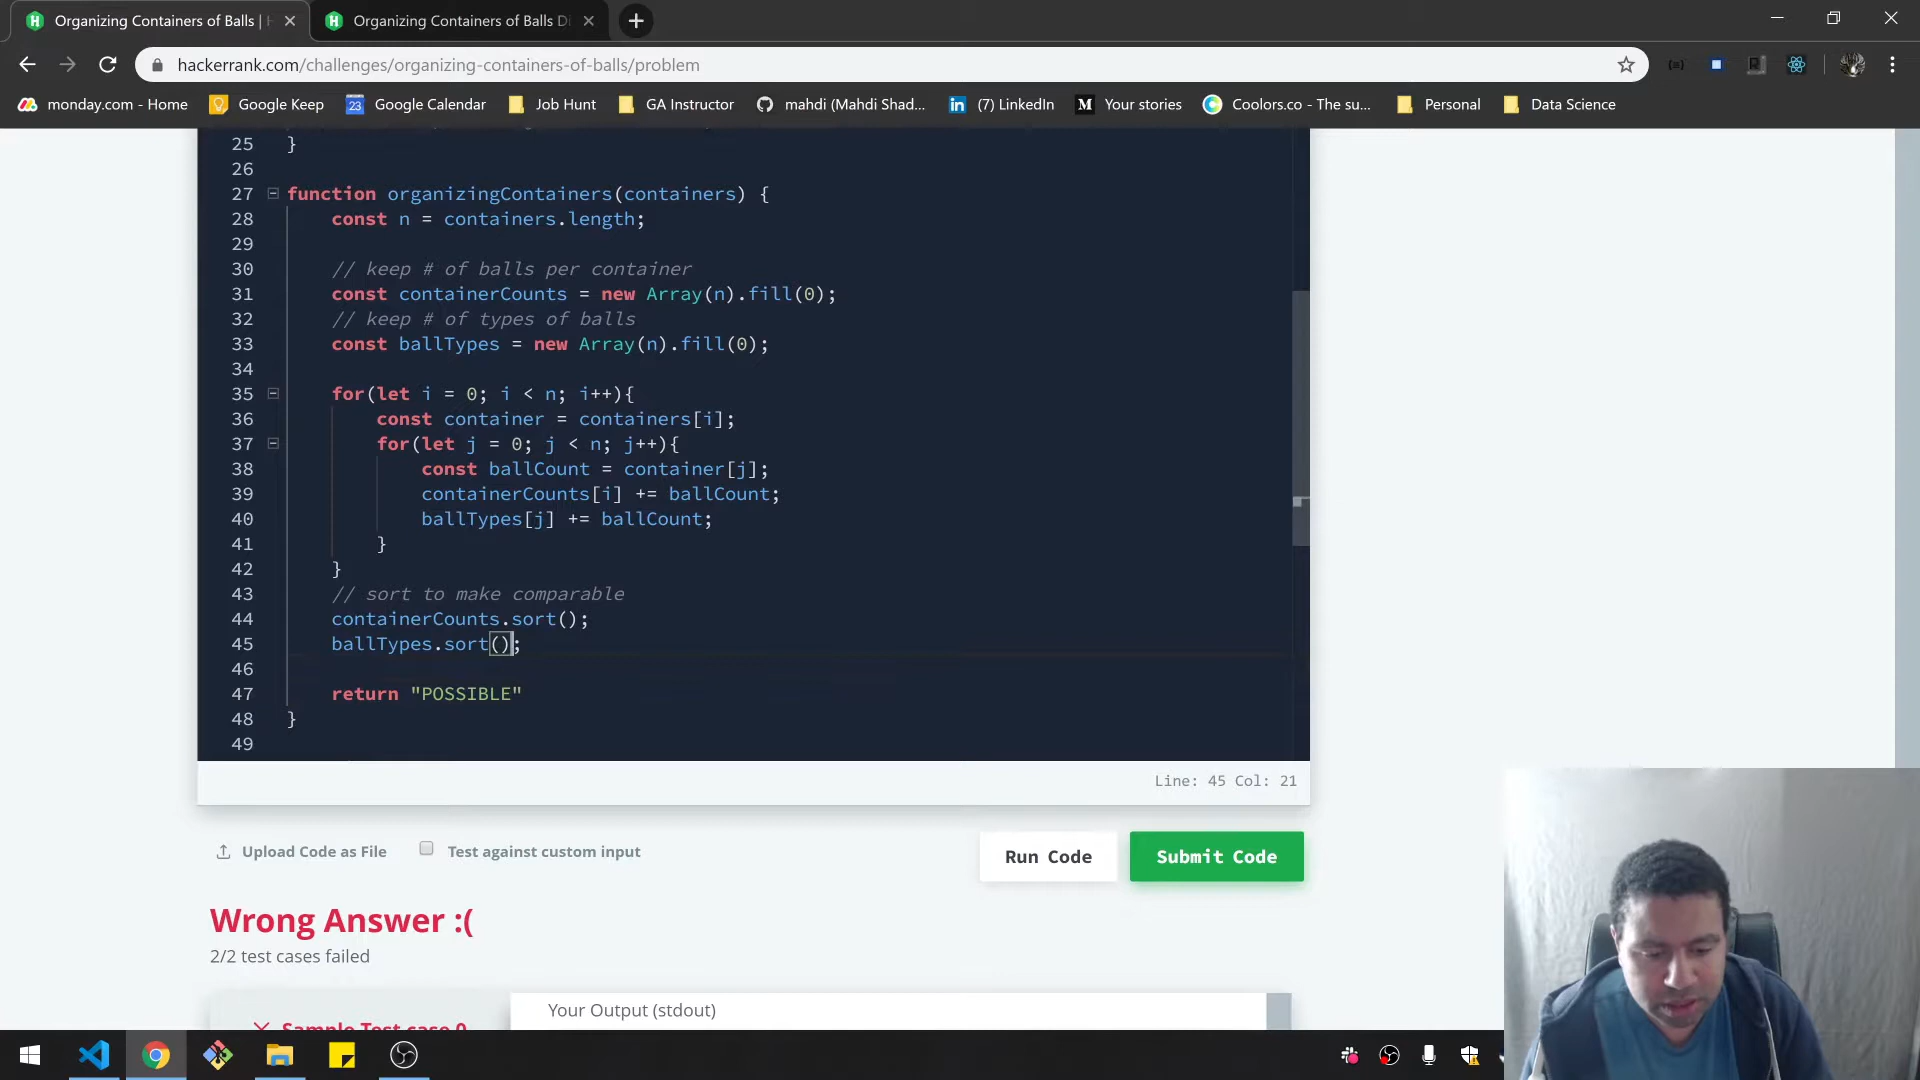 Organizing Containers of Balls |
Organizing Containers of Balls Di
hackerrank.com/challenges/organizing-containers-of-balls/problem
monday.com - Home
Google Keep
23
Google Calendar
Job Hunt
GA Instructor
mahdi (Mahdi Shad...
(7) LinkedIn
Your stories
Coolors.co - The su...
Personal
Data Science
25 }
26
27 function organizingContainers(containers) {
28 const n = containers.length;
29
30 // keep # of balls per container
31 const containerCounts = new Array(n).fill(0);
32 // keep # of types of balls
33 const ballTypes = new Array(n).fill(0);
34
35 for(let i = 0; i < n; i++){
36 const container = containers[i];
37 for(let j = 0; j < n; j++){
38 const ballCount = container[j];
39 containerCounts[i] += ballCount;
40 ballTypes[j] += ballCount;
41 }
42 }
43 // sort to make comparable
44 containerCounts.sort();
45 ballTypes.sort();
46
47 return "POSSIBLE"
48 }
49
Line: 45 Col: 21
Upload Code as File
Test against custom input
Run Code
Submit Code
Wrong Answer :(
2/2 test cases failed
Sample Test case 0
Your Output (stdout)